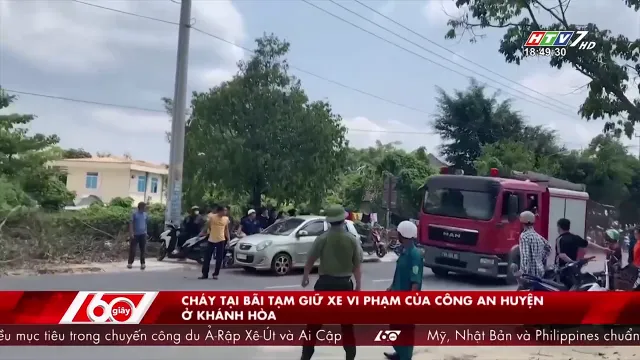 HTV7 HD
18:49:30
MAN
60 giây
CHÁY TẠI BÃI TẠM GIỮ XE VI PHẠM CỦA CÔNG AN HUYỆN
Ở KHÁNH HÒA
ều mục tiêu trong chuyến công du Ả-Rập Xê-Út và Ai Cập
Mỹ, Nhật Bản và Philippines chuẩn